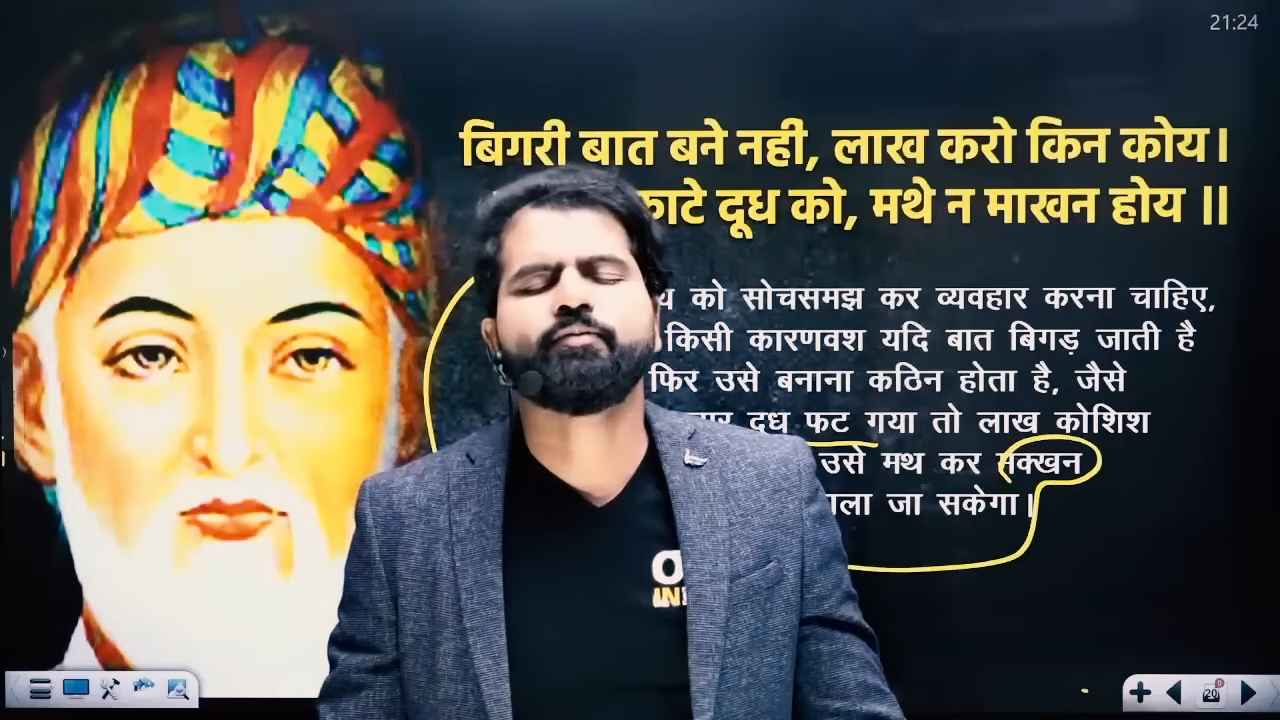 21:24
बिगरी बात बने नही, लाख करो किन कोय।
फाटे दूध को, मथे न माखन होय ॥
को सोचसमझ कर व्यवहार करना चाहिए,
किसी कारणवश यदि बात बिगड़ जाती है
फिर उसे बनाना कठिन होता है, जैसे
दूध फट गया तो लाख कोशिश
उसे मथ कर मक्खन
जा सकेगा।
20